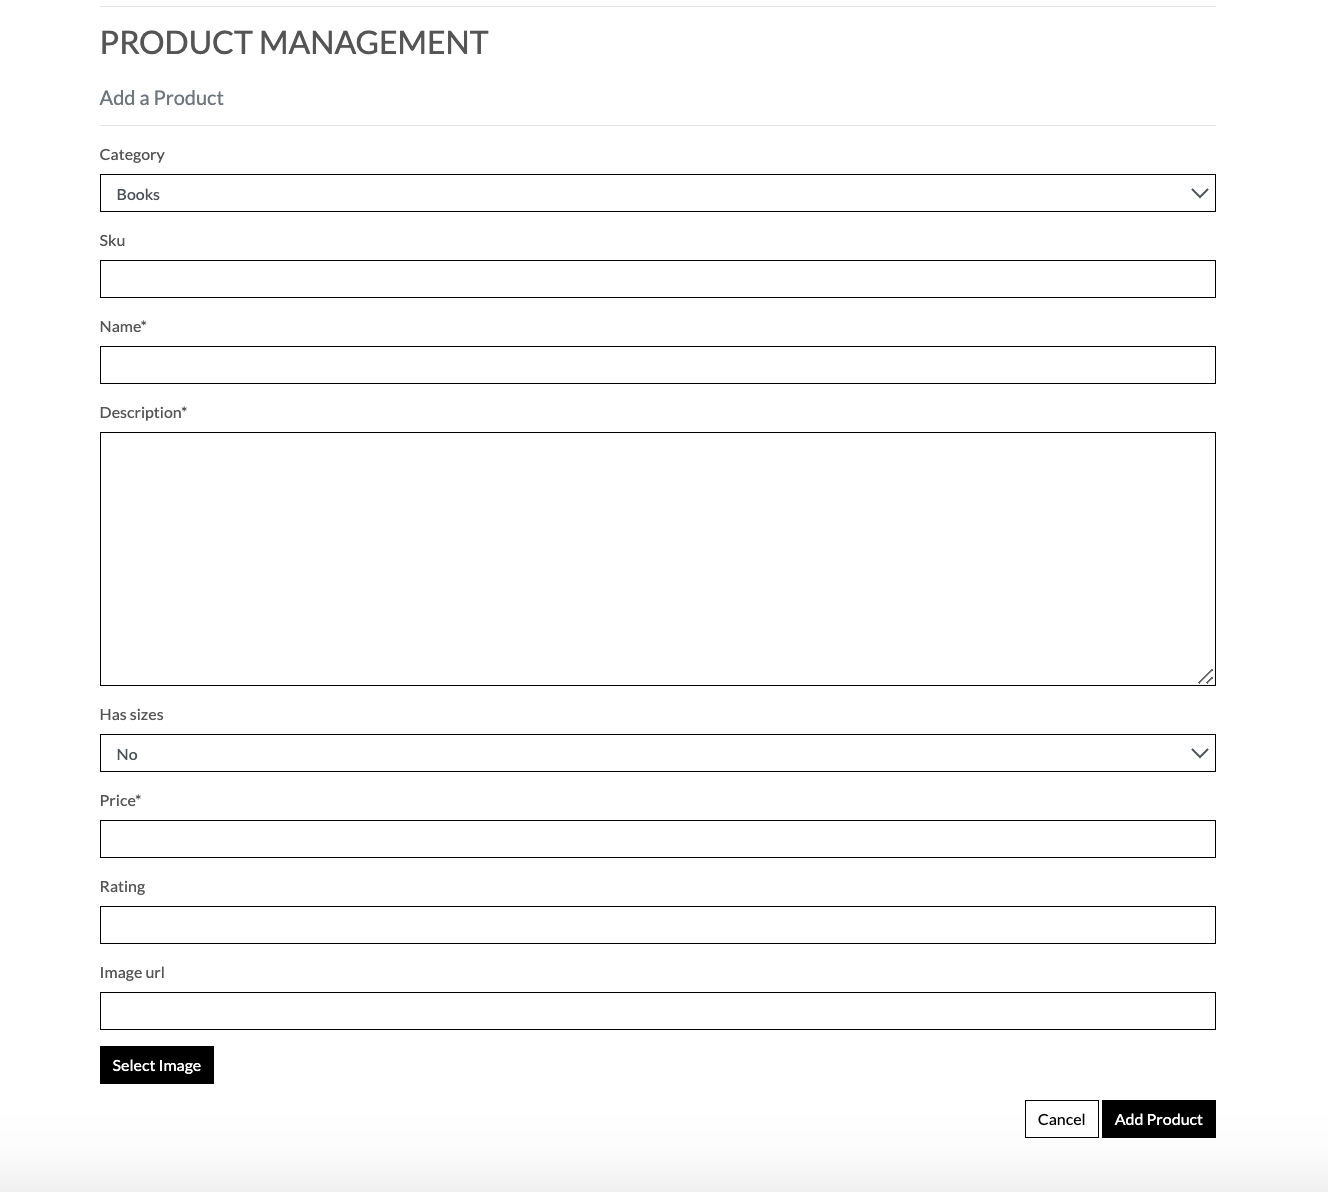 PRODUCT MANAGEMENT
Add a Product
Category
Books
Sku
Name*
Description*
Has sizes
No
Price*
Rating
Image url
Select Image
Cancel Add Product